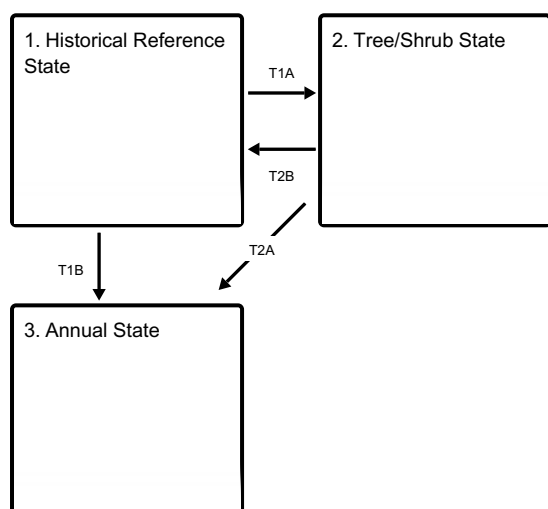 1. Historical Reference
State
2. Tree/Shrub State
T1A
T2B
T2A
T1B
3. Annual State